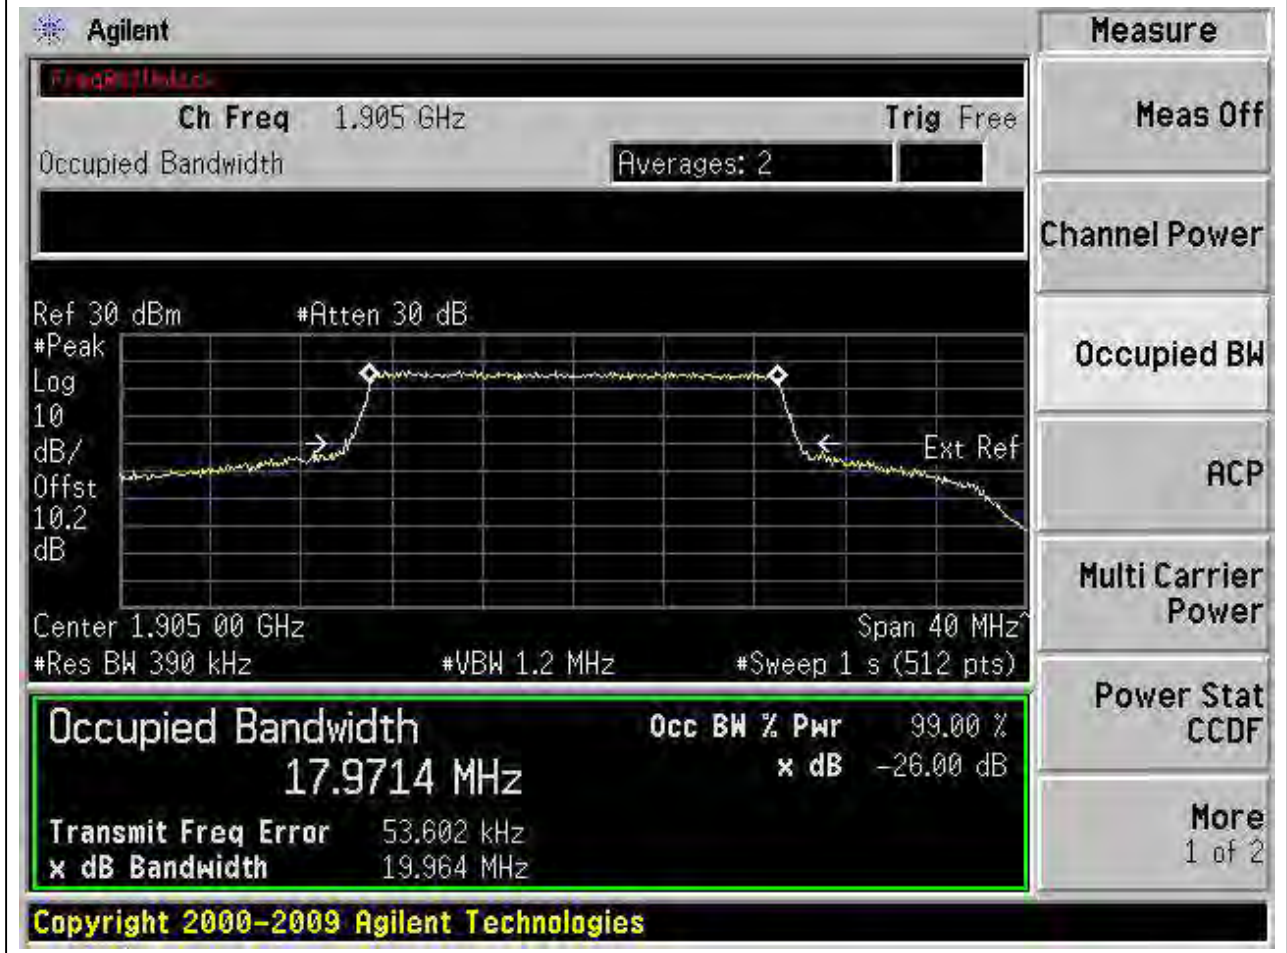 Agilent
Measure
Ch Freq 1.905 GHz Trig Free
Occupied Bandwidth Averages: 2
Meas Off
Channel Power
Occupied BW
ACP
Multi Carrier
Power
Power Stat
CCDF
More
1 of 2
Ref 30 dBm #Atten 30 dB
#Peak
Log
10
dB/
Offst
10.2
dB
Ext Ref
Center 1.905 00 GHz Span 40 MHz^
#Res BW 390 kHz #VBW 1.2 MHz #Sweep 1 s (512 pts)
Occupied Bandwidth Occ BW % Pwr 99.00 %
17.9714 MHz x dB -26.00 dB
Transmit Freq Error 53.602 kHz
x dB Bandwidth 19.964 MHz
Copyright 2000-2009 Agilent Technologies